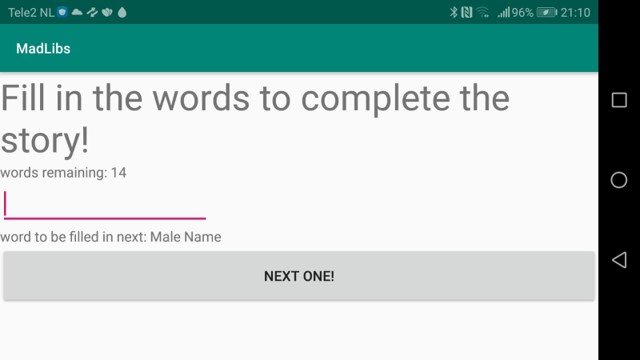 Tele2 NL 96% 21:10
MadLibs
Fill in the words to complete the
story!
words remaining: 14
word to be filled in next: Male Name
NEXT ONE!